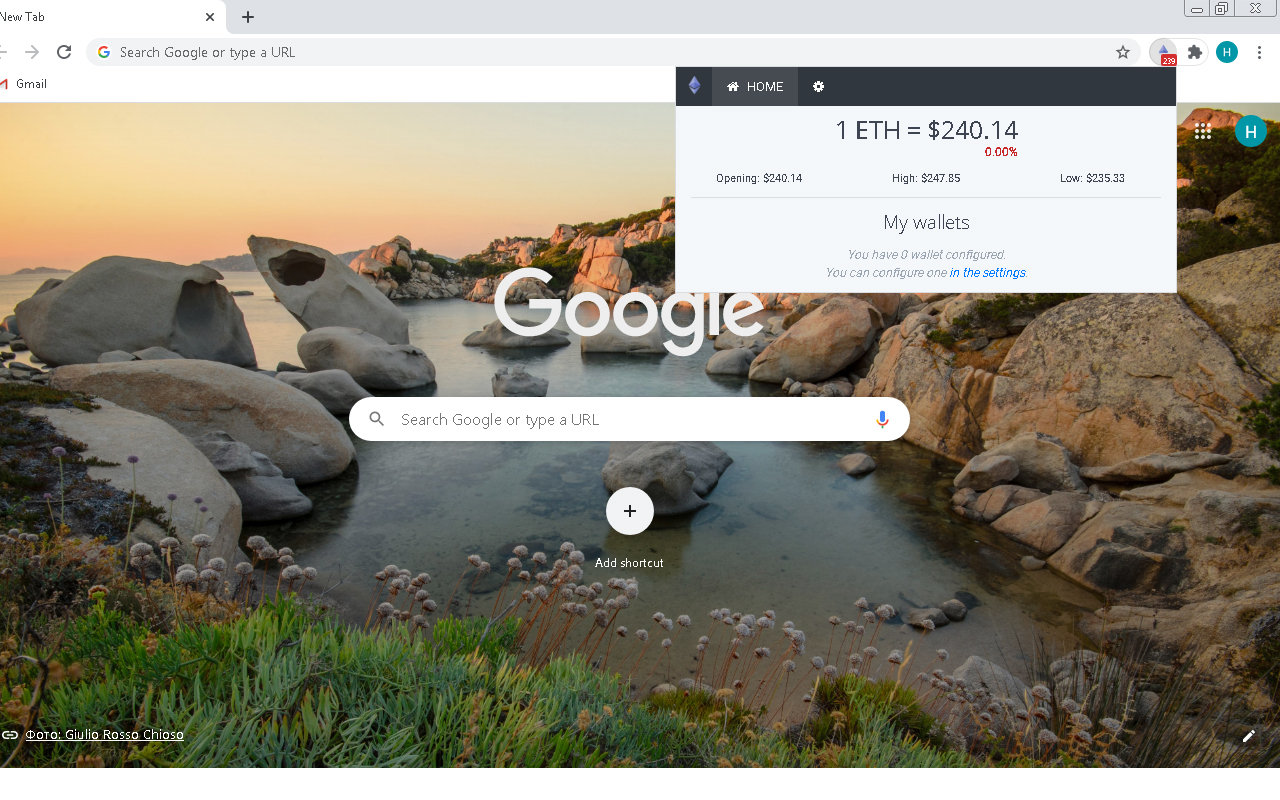 New Tab
Search Google or type a URL
239
H
Gmail
HOME
1 ETH = $240.14
0.00%
Opening: $240.14
High: $247.85
Low: $235.33
My wallets
You have 0 wallet configured.
You can configure one in the settings.
H
Google
Search Google or type a URL
Add shortcut
Фото: Giulio Rosso Chioso